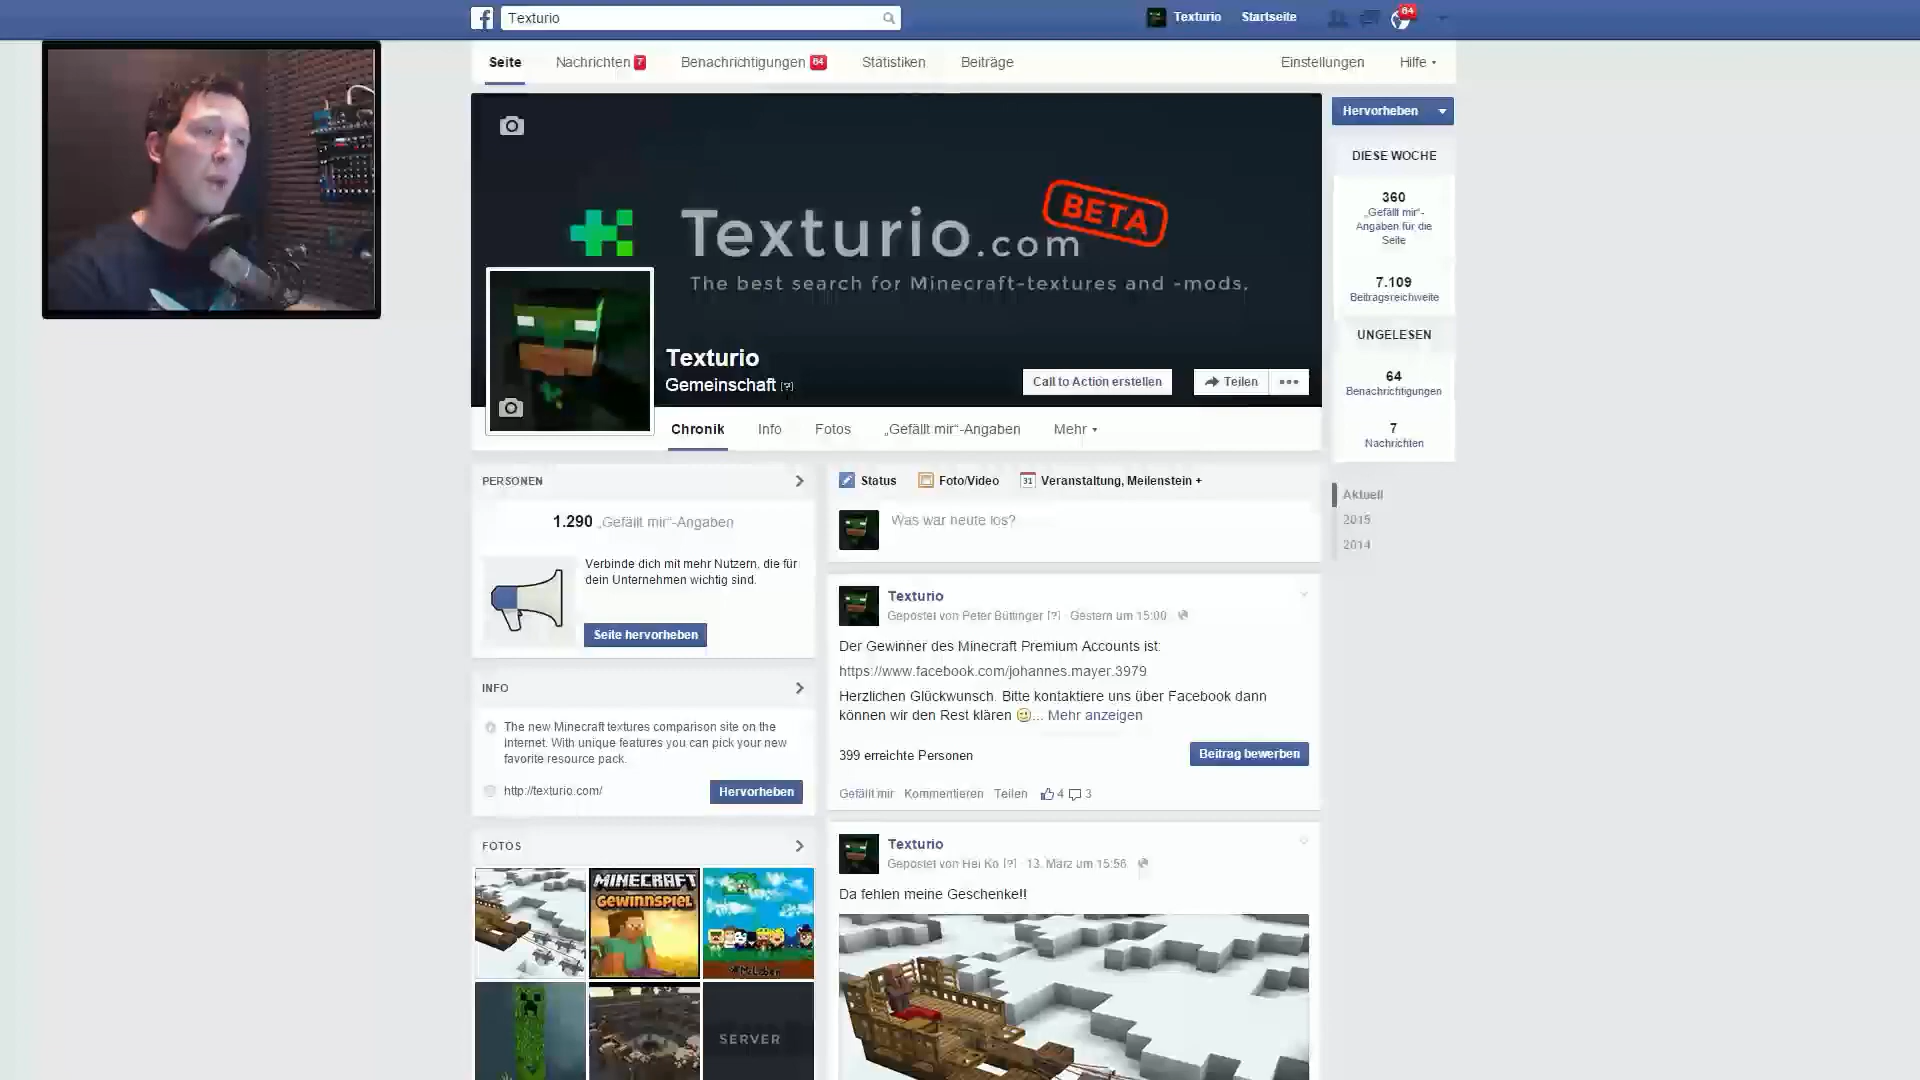 Texturio
Texturio
Startseite
64
Seite
Nachrichten 7
Benachrichtigungen 64
Statistiken
Beiträge
Einstellungen
Hilfe
Hervorheben
DIESE WOCHE
360
„Gefällt mir“-
Angaben für die
Seite
7.109
Beitragsreichweite
UNGELESEN
64
Benachrichtigungen
7
Nachrichten
Aktuell
2015
2014
Texturio.com
BETA
The best search for Minecraft-textures and -mods.
Texturio
Gemeinschaft [?]
Call to Action erstellen
Teilen
Chronik
Info
Fotos
„Gefällt mir“-Angaben
Mehr
PERSONEN
1.290 „Gefällt mir“-Angaben
Verbinde dich mit mehr Nutzern, die für
dein Unternehmen wichtig sind.
Seite hervorheben
INFO
The new Minecraft textures comparison site on the
internet. With unique features you can pick your new
favorite resource pack.
http://texturio.com/
Hervorheben
FOTOS
MINECRAFT
GEWINNSPIEL
SERVER
Status
Foto/Video
31
Veranstaltung, Meilenstein +
Was war heute los?
Texturio
Gepostet von Peter Büttinger [?] · Gestern um 15:00 ·
Der Gewinner des Minecraft Premium Accounts ist:
https://www.facebook.com/johannes.mayer.3979
Herzlichen Glückwunsch. Bitte kontaktiere uns über Facebook dann
können wir den Rest klären ... Mehr anzeigen
399 erreichte Personen
Beitrag bewerben
Gefällt mir
Kommentieren
Teilen
4
3
Texturio
Gepostet von Hei Ko [?] · 13. März um 15:56 ·
Da fehlen meine Geschenke!!